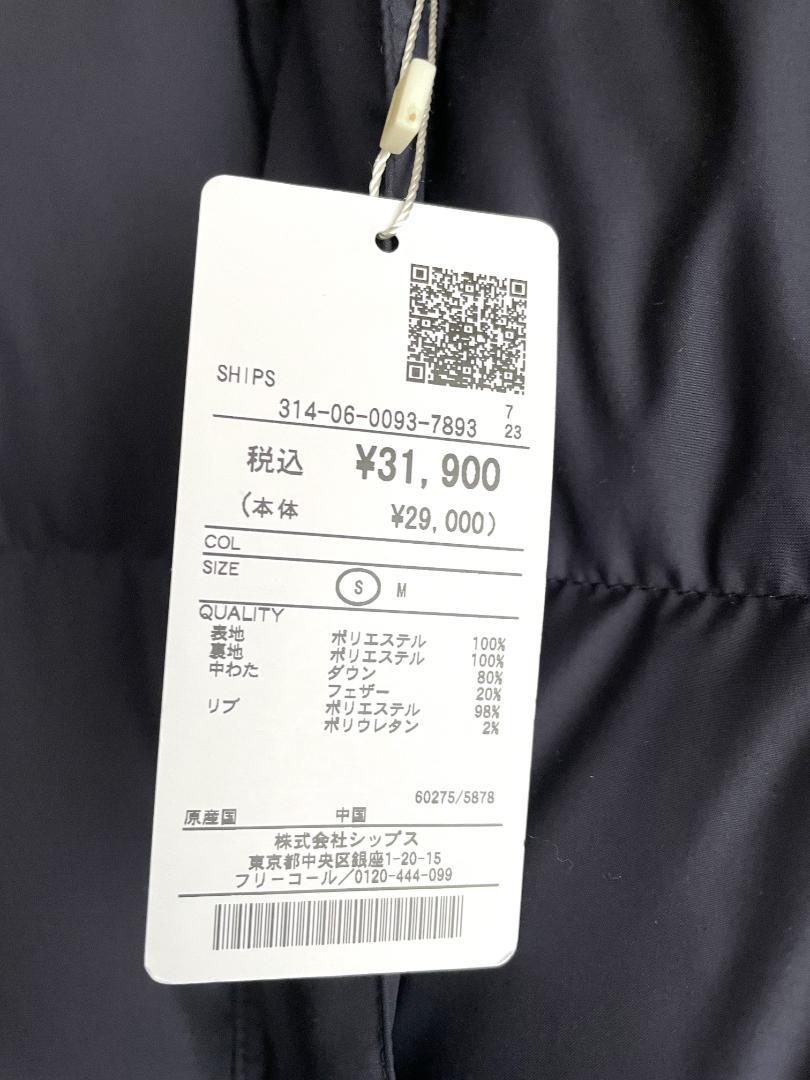 SHIPS
314-06-0093-7893 7
23
税込 ¥31,900
(本体 ¥29,000)
COL
SIZE S M
QUALITY
表地 ポリエステル 100%
裏地 ポリエステル 100%
中わた ダウン 80%
フェザー 20%
リブ ポリエステル 98%
ポリウレタン 2%
60275/5878
原産国 中国
株式会社シップス
東京都中央区銀座1-20-15
フリーコール/0120-444-099